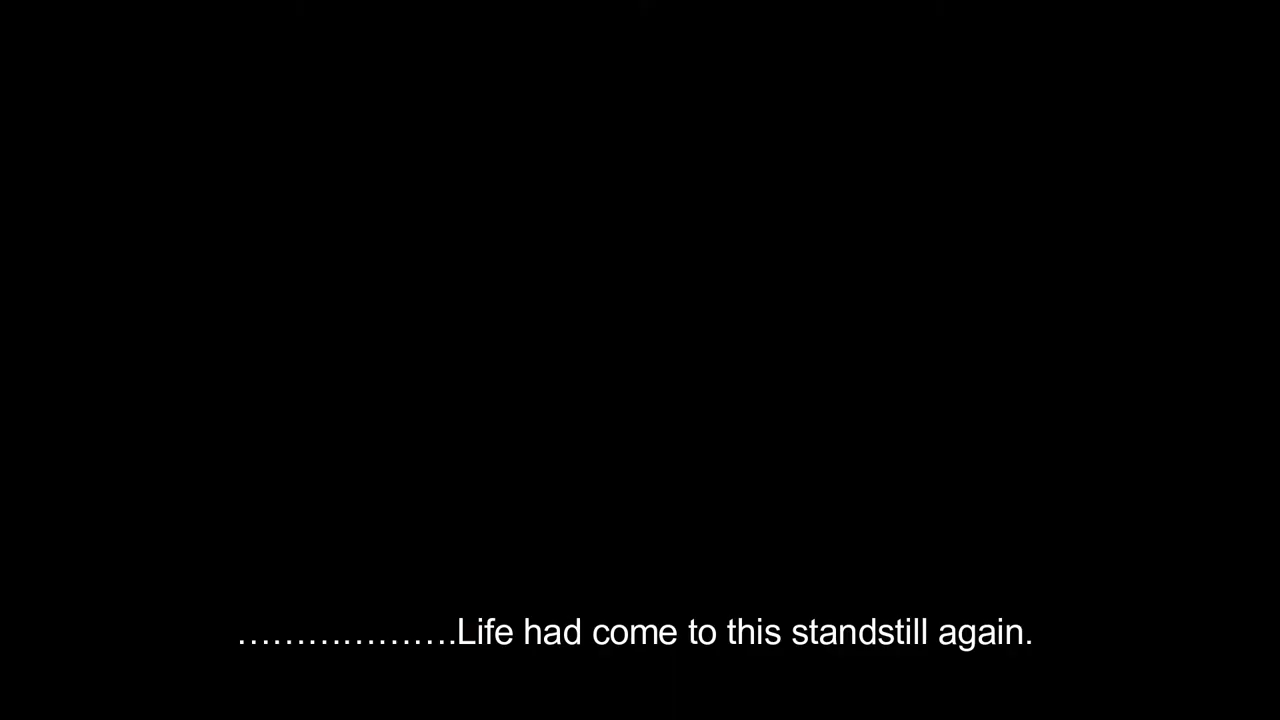 ………………….Life had come to this standstill again.